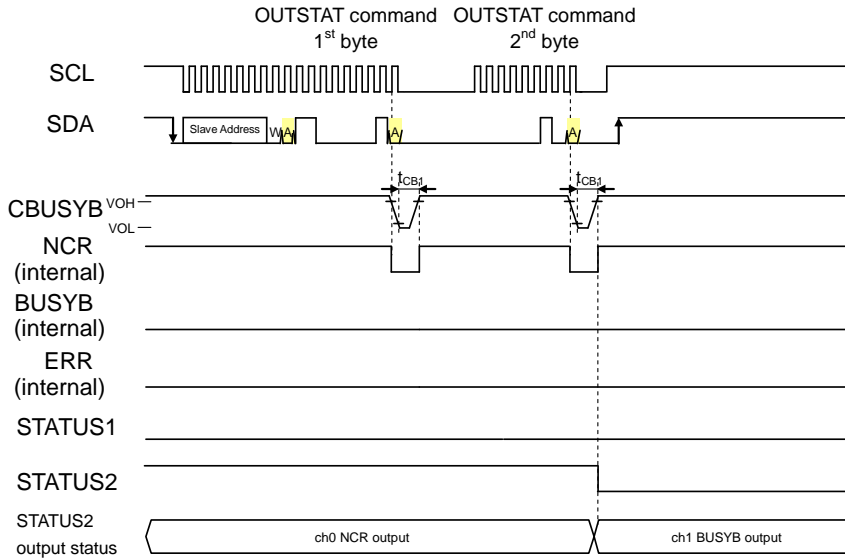 OUTSTAT command
1st byte
OUTSTAT command
2nd byte
SCL
SDA
Slave Address
W
A
A
A
tCB1
tCB1
CBUSYB
VOH
VOL
NCR
(internal)
BUSYB
(internal)
ERR
(internal)
STATUS1
STATUS2
STATUS2
output status
ch0 NCR output
ch1 BUSYB output